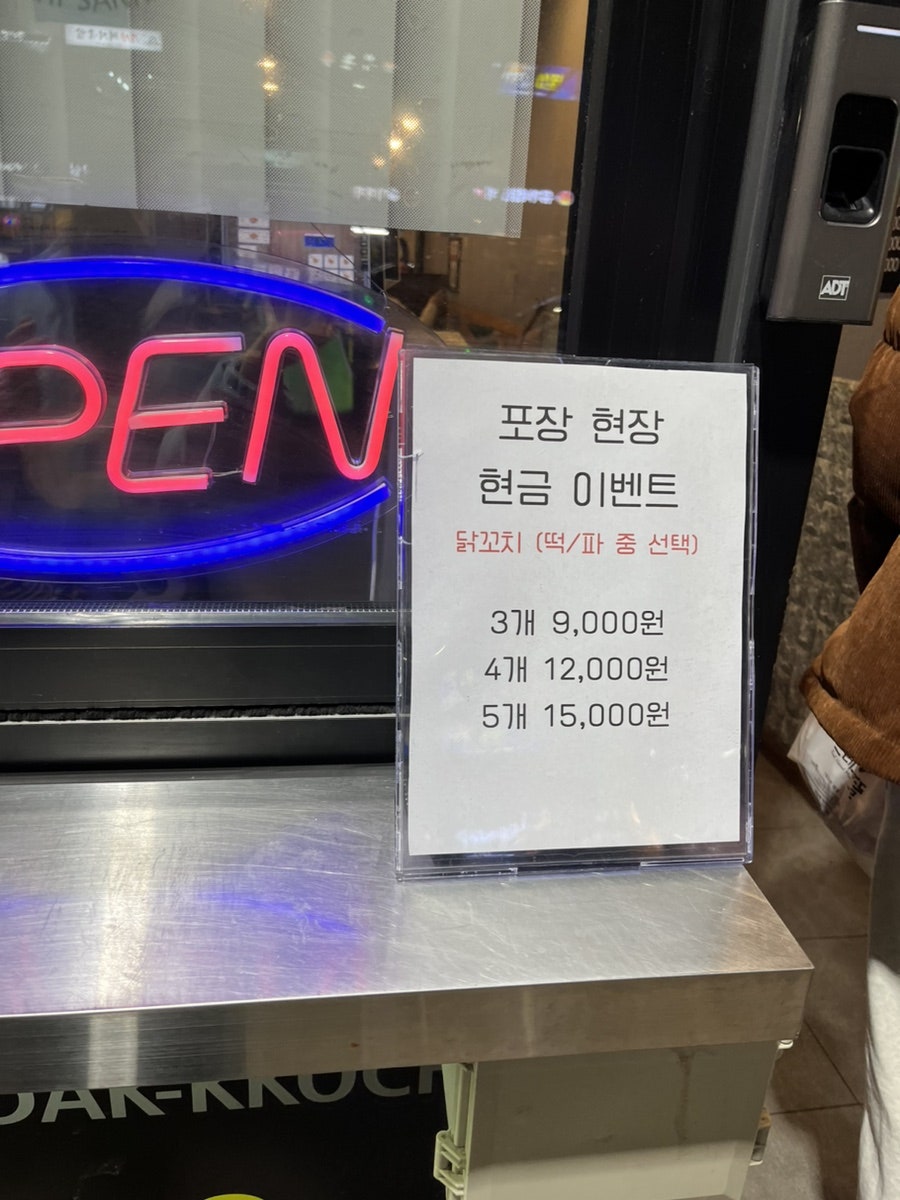 PEN
ADT
포장 현장
현금 이벤트
닭꼬치 (떡/파 중 선택)
3개 9,000원
4개 12,000원
5개 15,000원
DAK-KKOCH